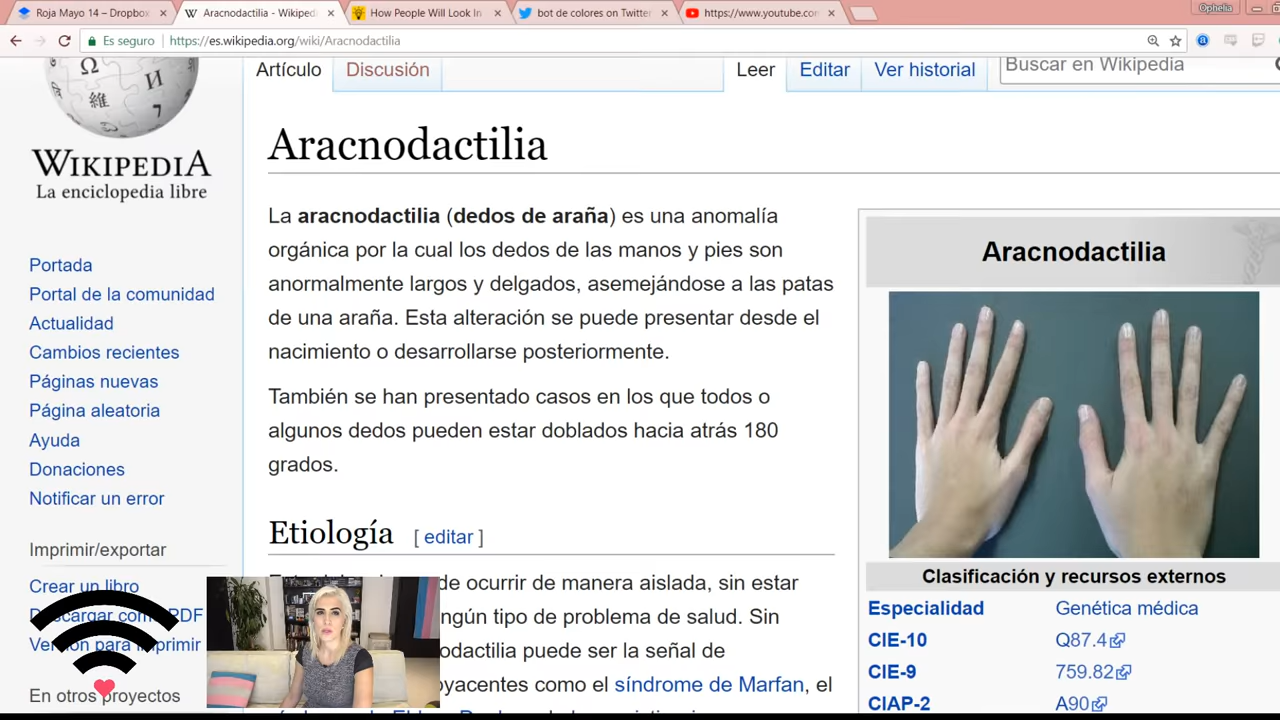 Roja Mayo 14 – Dropbox
Aracnodactilia - Wikiped
How People Will Look In
bot de colores on Twitter
https://www.youtube.con
Ophelia
Es seguro
https://es.wikipedia.org/wiki/Aracnodactilia
Artículo
Discusión
Leer
Editar
Ver historial
Buscar en Wikipedia
WIKIPEDIA
La enciclopedia libre
Portada
Portal de la comunidad
Actualidad
Cambios recientes
Páginas nuevas
Página aleatoria
Ayuda
Donaciones
Notificar un error
Imprimir/exportar
Crear un libro
Descargar como PDF
Versión para imprimir
En otros proyectos
Aracnodactilia
La aracnodactilia (dedos de araña) es una anomalía
orgánica por la cual los dedos de las manos y pies son
anormalmente largos y delgados, asemejándose a las patas
de una araña. Esta alteración se puede presentar desde el
nacimiento o desarrollarse posteriormente.
También se han presentado casos en los que todos o
algunos dedos pueden estar doblados hacia atrás 180
grados.
Etiología [ editar ]
de ocurrir de manera aislada, sin estar
ngún tipo de problema de salud. Sin
odactilia puede ser la señal de
yacentes como el síndrome de Marfan, el
Aracnodactilia
Clasificación y recursos externos
Especialidad Genética médica
CIE-10 Q87.4
CIE-9 759.82
CIAP-2 A90